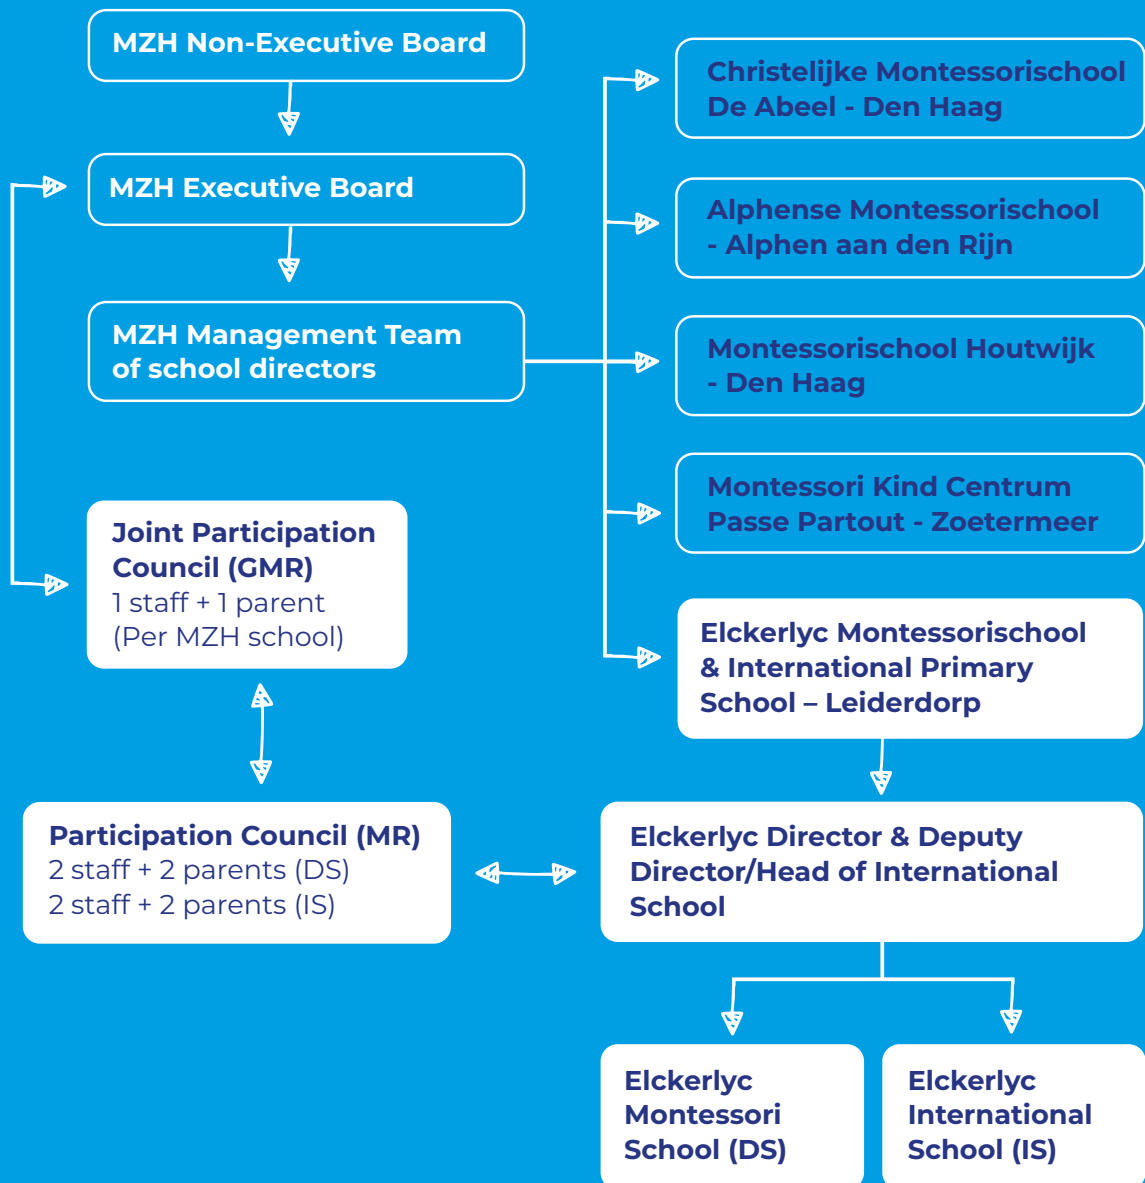 MZH Non-Executive Board
MZH Executive Board
MZH Management Team
of school directors
Christelijke Montessorischool
De Abeel - Den Haag
Alphense Montessorischool
- Alphen aan den Rijn
Montessorischool Houtwijk
- Den Haag
Montessori Kind Centrum
Passe Partout - Zoetermeer
Joint Participation
Council (GMR)
1 staff + 1 parent
(Per MZH school)
Elckerlyc Montessorischool
& International Primary
School – Leiderdorp
Participation Council (MR)
2 staff + 2 parents (DS)
2 staff + 2 parents (IS)
Elckerlyc Director & Deputy
Director/Head of International
School
Elckerlyc
Montessori
School (DS)
Elckerlyc
International
School (IS)